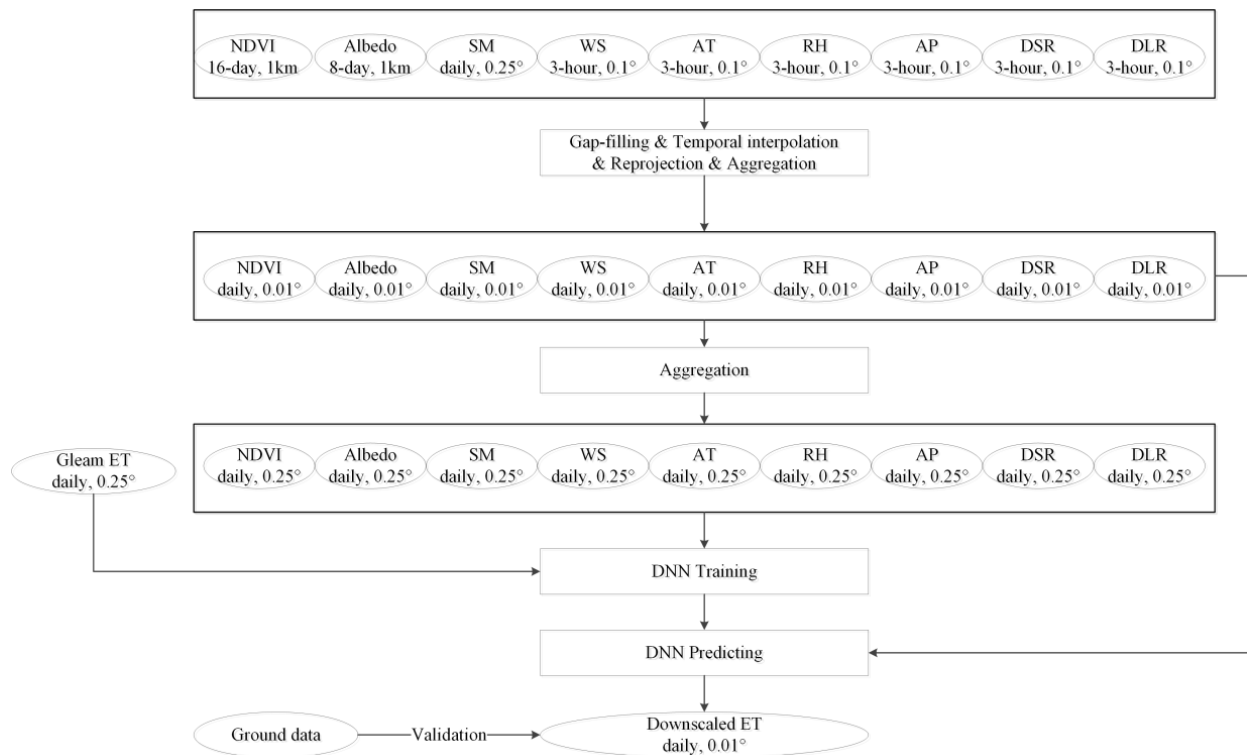 NDVI
16-day, 1km
Albedo
8-day, 1km
SM
daily, 0.25°
WS
3-hour, 0.1°
AT
3-hour, 0.1°
RH
3-hour, 0.1°
AP
3-hour, 0.1°
DSR
3-hour, 0.1°
DLR
3-hour, 0.1°
Gap-filling & Temporal interpolation
& Reprojection & Aggregation
NDVI
daily, 0.01°
Albedo
daily, 0.01°
SM
daily, 0.01°
WS
daily, 0.01°
AT
daily, 0.01°
RH
daily, 0.01°
AP
daily, 0.01°
DSR
daily, 0.01°
DLR
daily, 0.01°
Aggregation
Gleam ET
daily, 0.25°
NDVI
daily, 0.25°
Albedo
daily, 0.25°
SM
daily, 0.25°
WS
daily, 0.25°
AT
daily, 0.25°
RH
daily, 0.25°
AP
daily, 0.25°
DSR
daily, 0.25°
DLR
daily, 0.25°
DNN Training
DNN Predicting
Ground data
Validation
Downscaled ET
daily, 0.01°